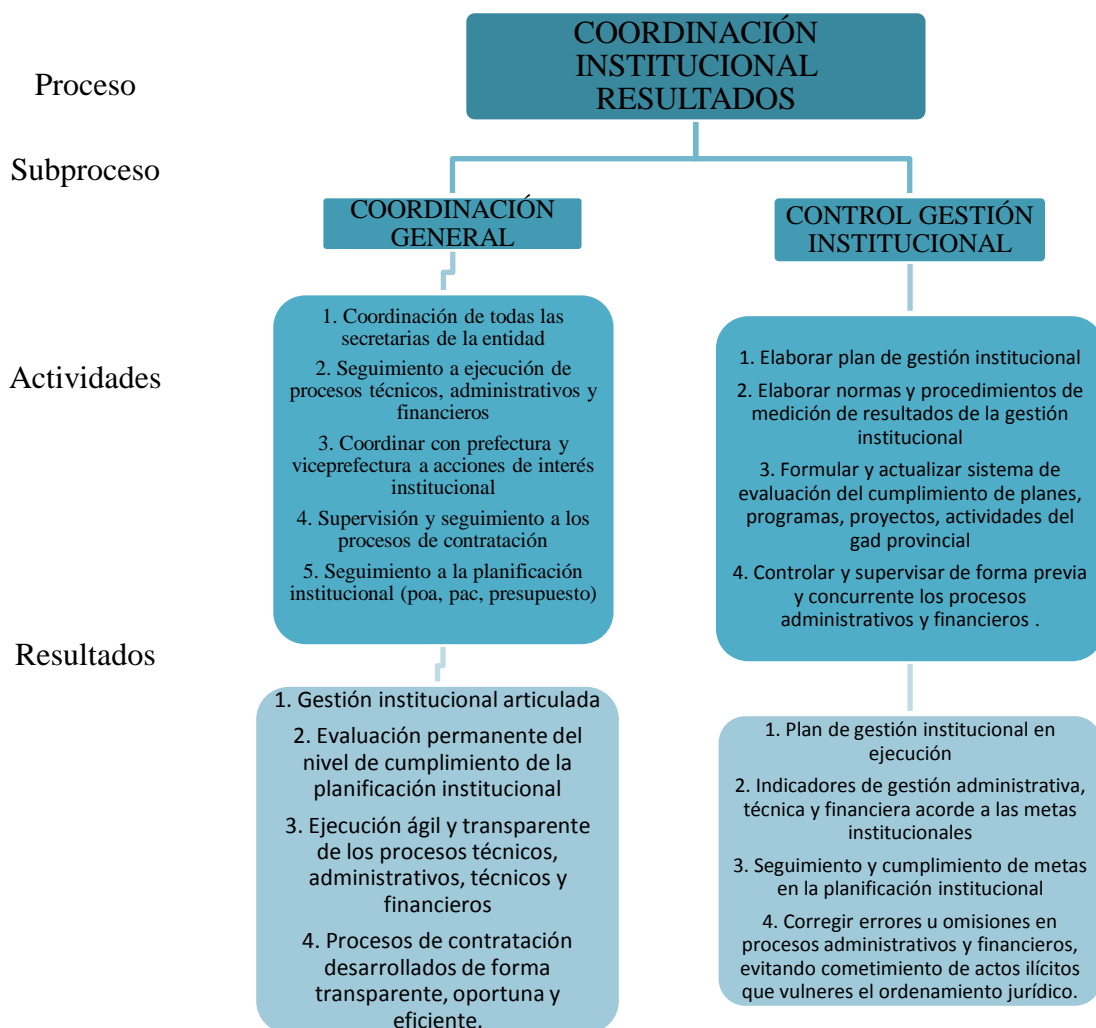 COORDINACIÓN
INSTITUCIONAL
RESULTADOS
Proceso
Subproceso
COORDINACIÓN
GENERAL
CONTROL GESTIÓN
INSTITUCIONAL
Actividades
1. Coordinación de todas las
secretarias de la entidad
2. Seguimiento a ejecución de
procesos técnicos, administrativos y
financieros
3. Coordinar con prefectura y
viceprefectura a acciones de interés
institucional
4. Supervisión y seguimiento a los
procesos de contratación
5. Seguimiento a la planificación
institucional (poa, pac, presupuesto)
1. Elaborar plan de gestión institucional
2. Elaborar normas y procedimientos de
medición de resultados de la gestión
institucional
3. Formular y actualizar sistema de
evaluación del cumplimiento de planes,
programas, proyectos, actividades del
gad provincial
4. Controlar y supervisar de forma previa
y concurrente los procesos
administrativos y financieros .
Resultados
1. Gestión institucional articulada
2. Evaluación permanente del
nivel de cumplimiento de la
planificación institucional
3. Ejecución ágil y transparente
de los procesos técnicos,
administrativos, técnicos y
financieros
4. Procesos de contratación
desarrollados de forma
transparente, oportuna y
eficiente.
1. Plan de gestión institucional en
ejecución
2. Indicadores de gestión administrativa,
técnica y financiera acorde a las metas
institucionales
3. Seguimiento y cumplimiento de metas
en la planificación institucional
4. Corregir errores u omisiones en
procesos administrativos y financieros,
evitando cometimiento de actos ilícitos
que vulneres el ordenamiento jurídico.